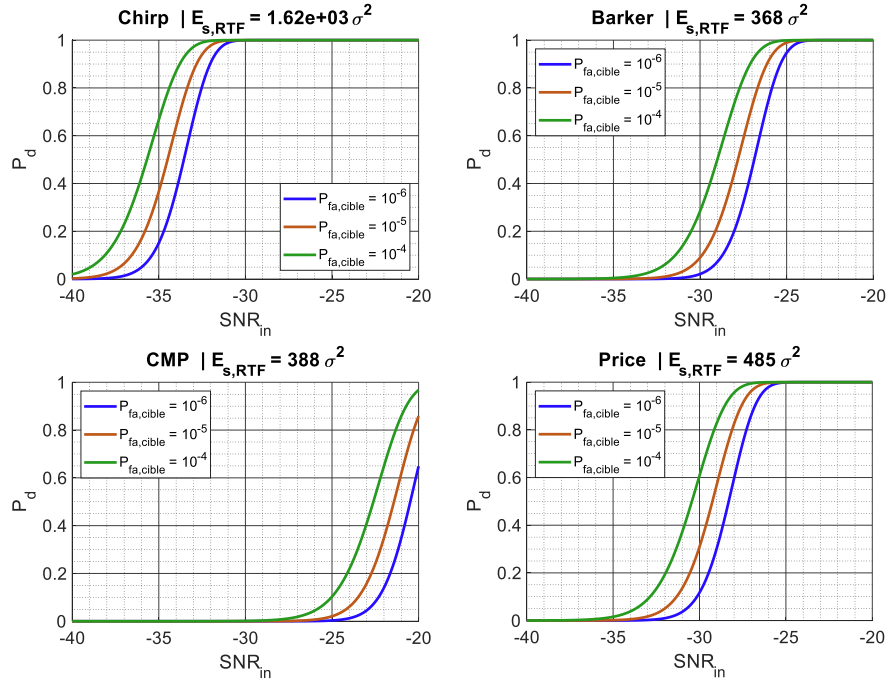 Chirp | E_s,RTF = 1.62e+03 σ²
1
0.8
0.6
0.4
0.2
0
P_d
P_fa,cible = 10^-6
P_fa,cible = 10^-5
P_fa,cible = 10^-4
-40 -35 -30 -25 -20
SNR_in
Barker | E_s,RTF = 368 σ²
1
0.8
0.6
0.4
0.2
0
P_d
P_fa,cible = 10^-6
P_fa,cible = 10^-5
P_fa,cible = 10^-4
-40 -35 -30 -25 -20
SNR_in
CMP | E_s,RTF = 388 σ²
1
0.8
0.6
0.4
0.2
0
P_d
P_fa,cible = 10^-6
P_fa,cible = 10^-5
P_fa,cible = 10^-4
-40 -35 -30 -25 -20
SNR_in
Price | E_s,RTF = 485 σ²
1
0.8
0.6
0.4
0.2
0
P_d
P_fa,cible = 10^-6
P_fa,cible = 10^-5
P_fa,cible = 10^-4
-40 -35 -30 -25 -20
SNR_in